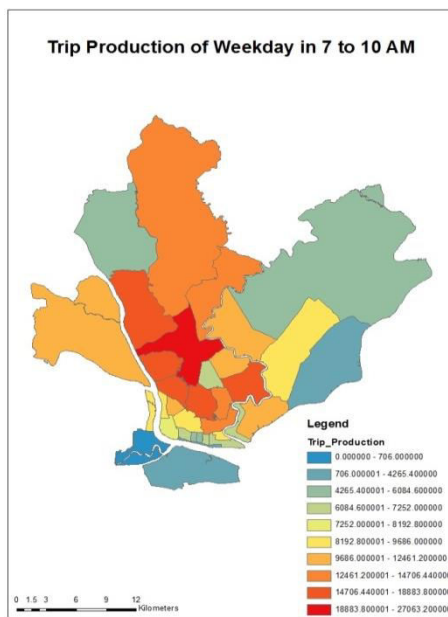 Trip Production of Weekday in 7 to 10 AM
Legend
Trip_Production
0.000000 - 706.000000
706.000001 - 4265.400000
4265.400001 - 6084.600000
6084.600001 - 7252.000000
7252.000001 - 8192.800000
8192.800001 - 9686.000000
9686.000001 - 12461.200000
12461.200001 - 14706.440000
14706.440001 - 18883.800000
18883.800001 - 27063.200000
0 1.5 3 6 9 12
Kilometers